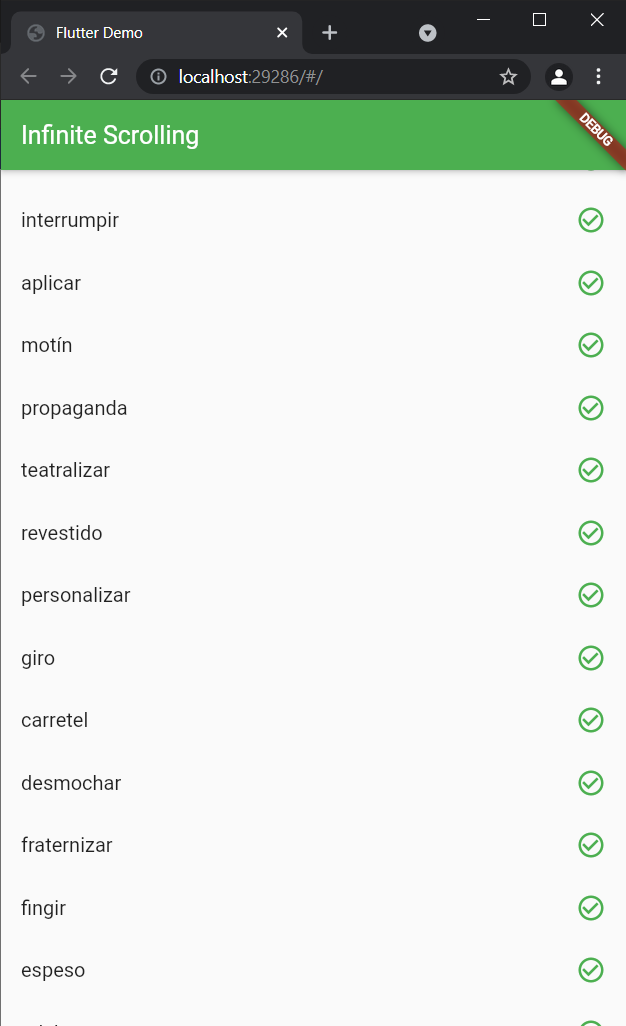 Flutter Demo
localhost:29286/#/
Infinite Scrolling
DEBUG
interrumpir
aplicar
motín
propaganda
teatralizar
revestido
personalizar
giro
carretel
desmochar
fraternizar
fingir
espeso